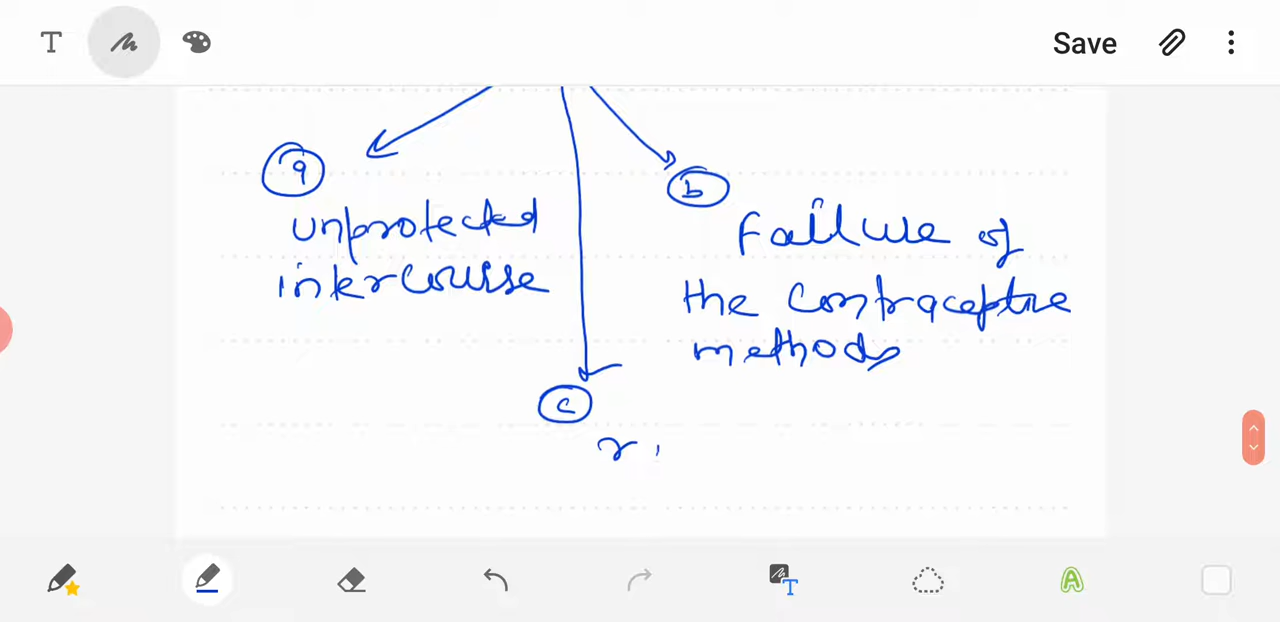 T
Save
a
b
unprotected
intercourse
Failure of
the contraceptive
methods
c
r
T
A